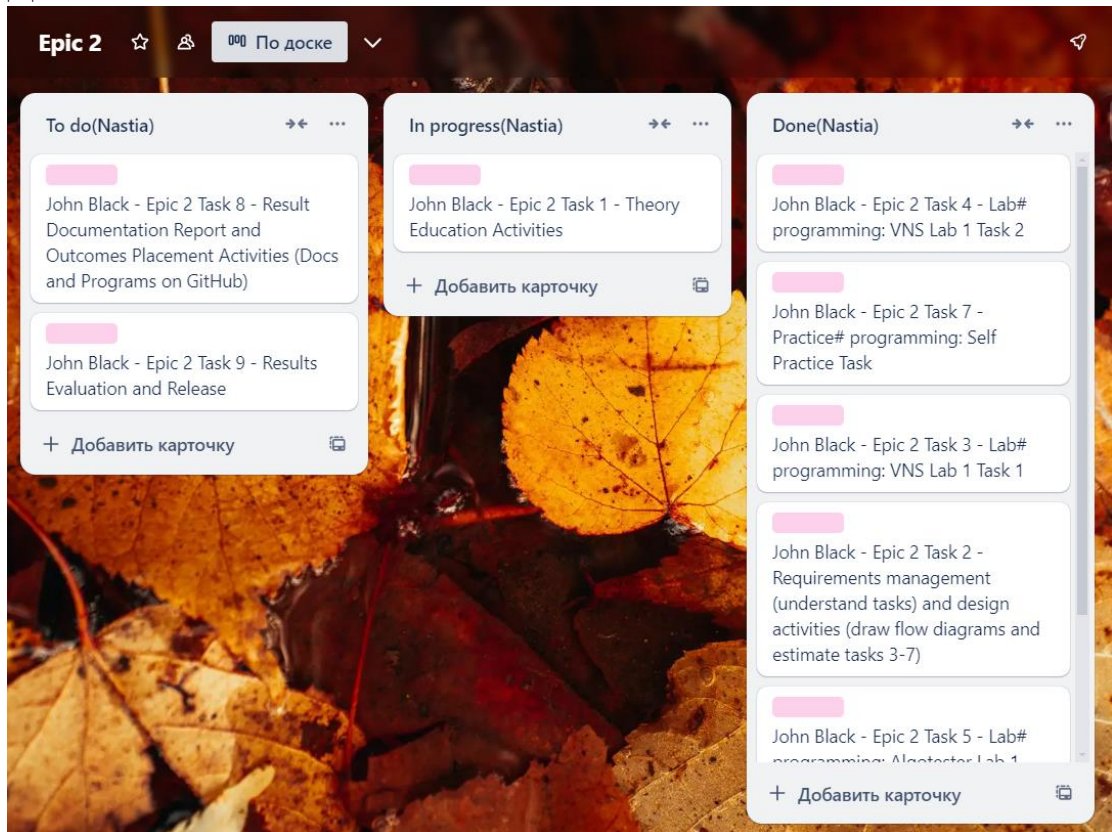 Epic 2
По доске
To do(Nastia)
John Black - Epic 2 Task 8 - Result
Documentation Report and
Outcomes Placement Activities (Docs
and Programs on GitHub)
John Black - Epic 2 Task 9 - Results
Evaluation and Release
+ Добавить карточку
In progress(Nastia)
John Black - Epic 2 Task 1 - Theory
Education Activities
+ Добавить карточку
Done(Nastia)
John Black - Epic 2 Task 4 - Lab#
programming: VNS Lab 1 Task 2
John Black - Epic 2 Task 7 -
Practice# programming: Self
Practice Task
John Black - Epic 2 Task 3 - Lab#
programming: VNS Lab 1 Task 1
John Black - Epic 2 Task 2 -
Requirements management
(understand tasks) and design
activities (draw flow diagrams and
estimate tasks 3-7)
John Black - Epic 2 Task 5 - Lab#
programming: Algotester Lab 1
+ Добавить карточку